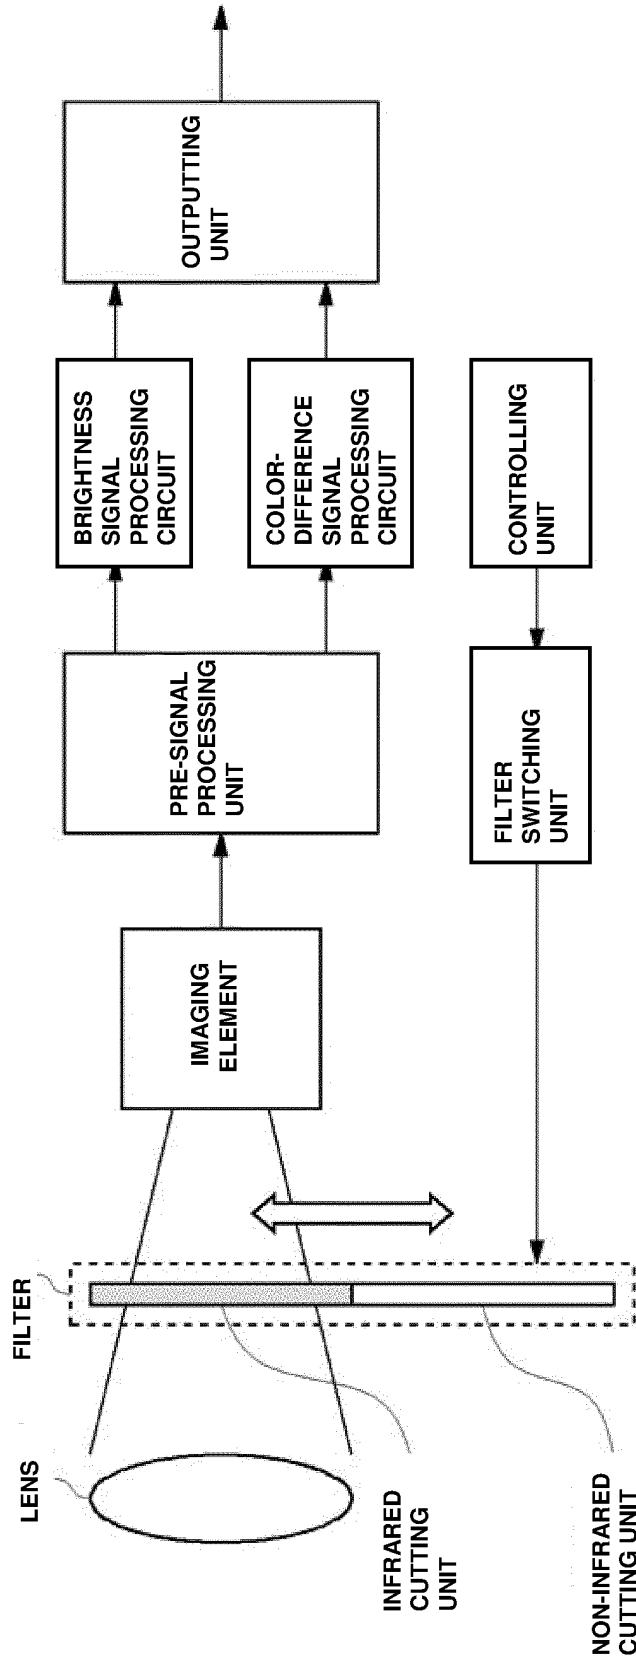 LENS
FILTER
INFRARED
CUTTING
UNIT
NON-INFRARED
CUTTING UNIT
IMAGING
ELEMENT
PRE-SIGNAL
PROCESSING
UNIT
FILTER
SWITCHING
UNIT
BRIGHTNESS
SIGNAL
PROCESSING
CIRCUIT
COLOR-
DIFFERENCE
SIGNAL
PROCESSING
CIRCUIT
CONTROLLING
UNIT
OUTPUTTING
UNIT